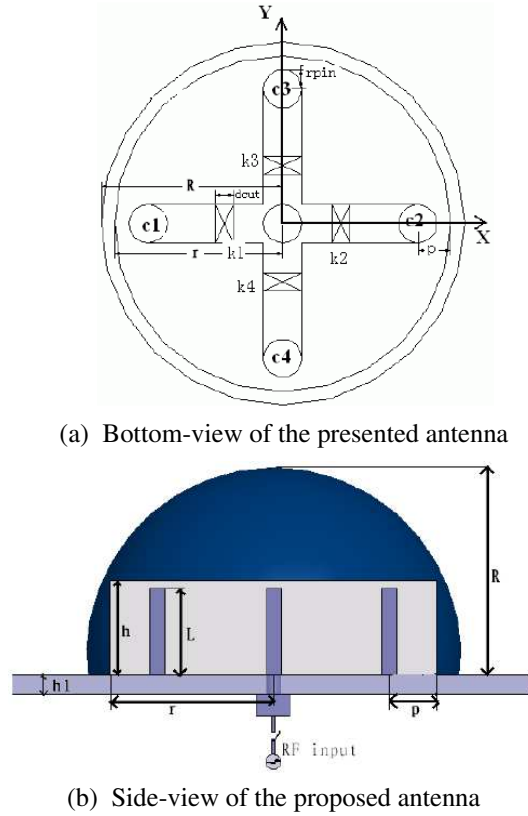 Y
rpin
c3
k3
R
dcut
c1
c2
X
r
k1
k2
p
k4
c4
(a) Bottom-view of the presented antenna
R
h
L
h1
r
p
RF input
(b) Side-view of the proposed antenna